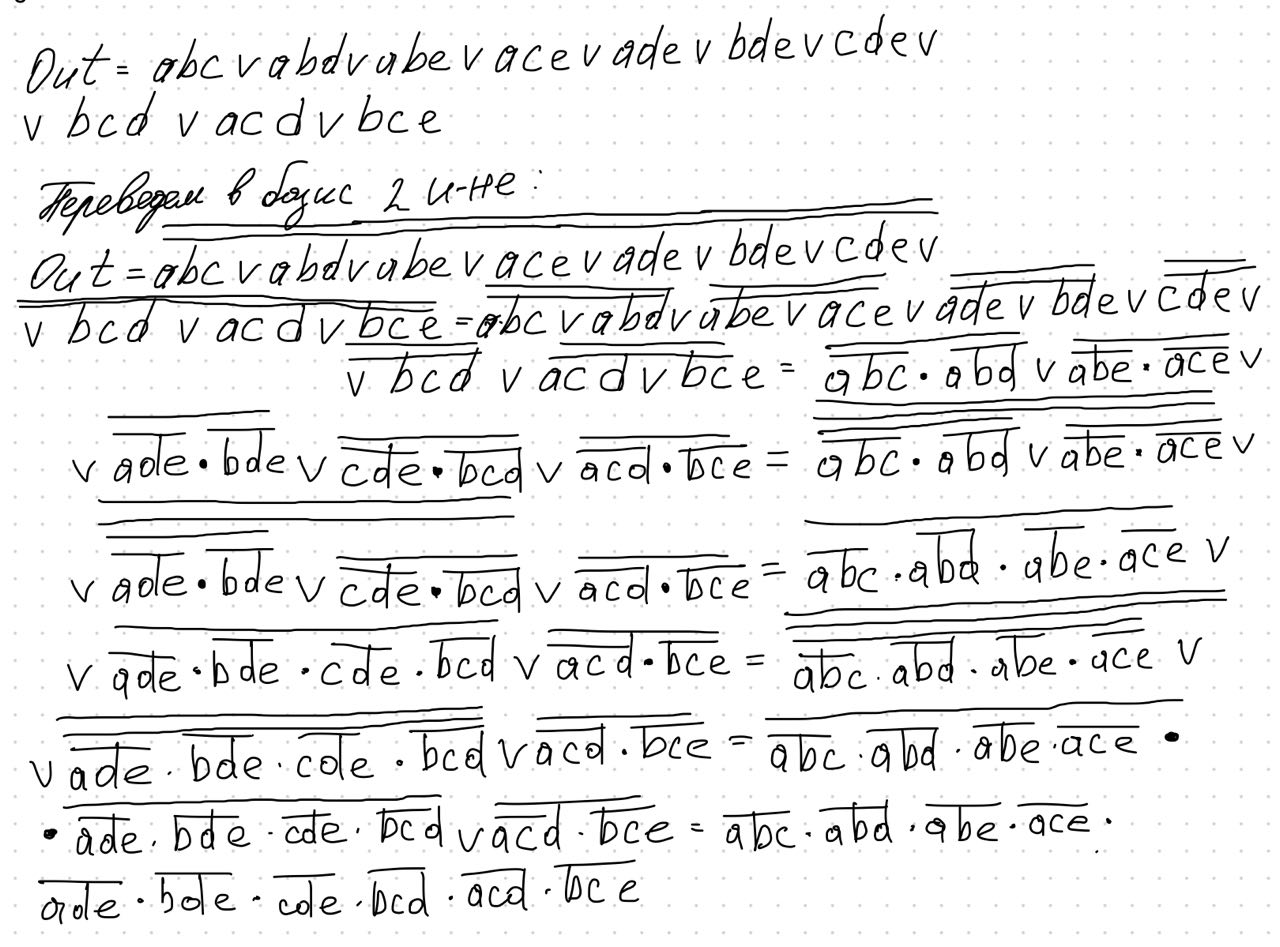 Out = abc v abd v abe v ace v ade v bde v cde v
v bcd v acd v bce
Переведем в базис 2 и-не:
Out = abc v abd v abe v ace v ade v bde v cde v
v bcd v acd v bce = abc v abd v abe v ace v ade v bde v cde v
v bcd v acd v bce = abc · abd v abe · ace v
v ade · bde v cde · bcd v acd · bce = abc · abd v abe · ace v
v ade · bde v cde · bcd v acd · bce = abc · abd · abe · ace v
v ade · bde · cde · bcd v acd · bce = abc · abd · abe · ace v
v ade · bde · cde · bcd v acd · bce = abc · abd · abe · ace ·
· ade · bde · cde · bcd v acd · bce = abc · abd · abe · ace ·
ade · bde · cde · bcd · acd · bce